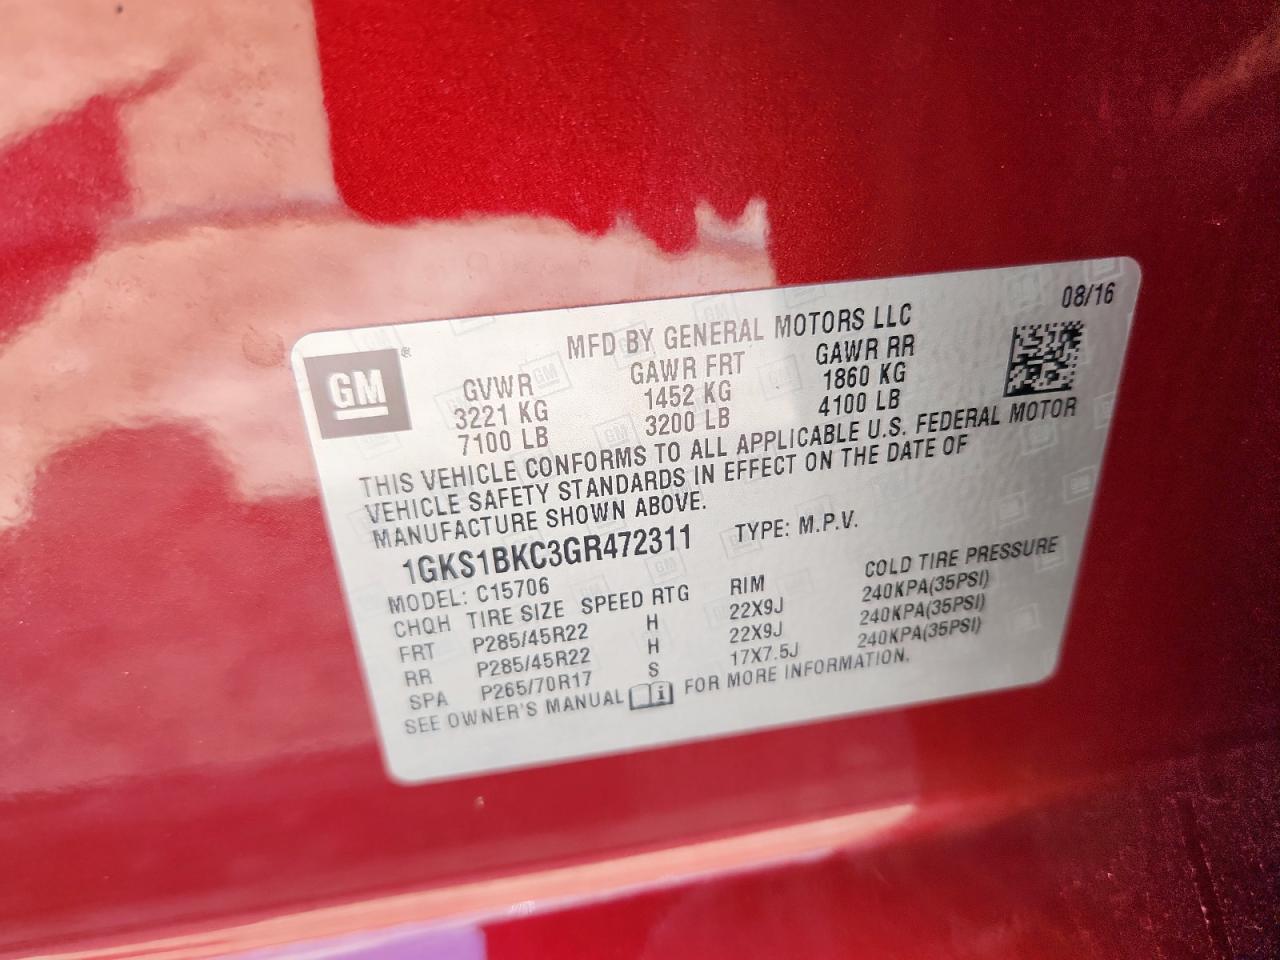 08/16
GM ®
MFD BY GENERAL MOTORS LLC
GVWR GAWR FRT GAWR RR
3221 KG 1452 KG 1860 KG
7100 LB 3200 LB 4100 LB
THIS VEHICLE CONFORMS TO ALL APPLICABLE U.S. FEDERAL MOTOR
VEHICLE SAFETY STANDARDS IN EFFECT ON THE DATE OF
MANUFACTURE SHOWN ABOVE.
1GKS1BKC3GR472311 TYPE: M.P.V.
MODEL: C15706
CHQH TIRE SIZE SPEED RTG RIM COLD TIRE PRESSURE
FRT P285/45R22 H 22X9J 240KPA(35PSI)
RR P285/45R22 H 22X9J 240KPA(35PSI)
SPA P265/70R17 S 17X7.5J 240KPA(35PSI)
SEE OWNER'S MANUAL i FOR MORE INFORMATION.